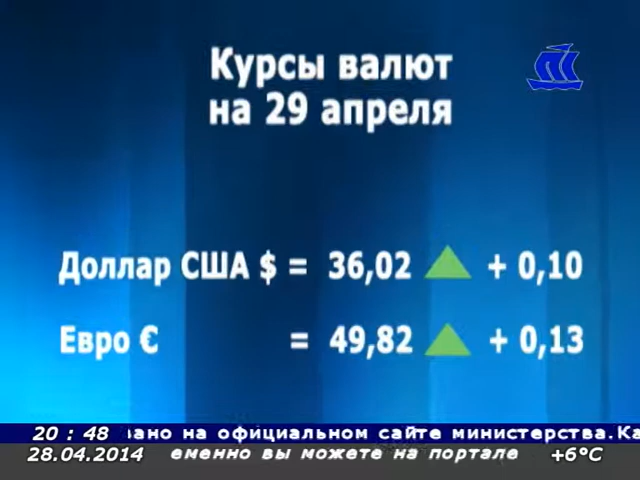 Курсы валют
на 29 апреля
Доллар США $ = 36,02 + 0,10
Евро € = 49,82 + 0,13
20 : 48 вано на официальном сайте министерства.Ка
28.04.2014 еменно вы можете на портале +6°C